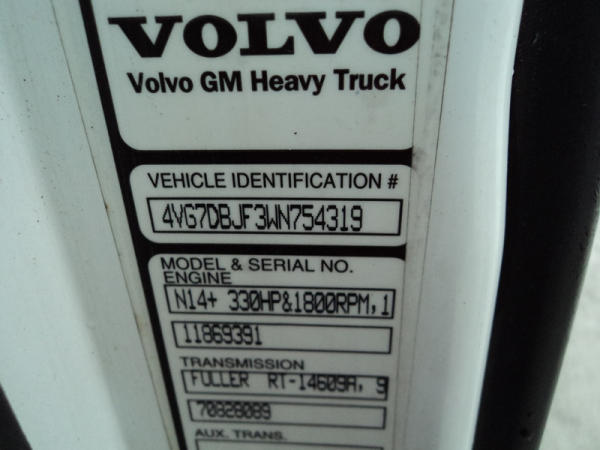 VOLVO
Volvo GM Heavy Truck
VEHICLE IDENTIFICATION #
4VG7DBJF3WN754319
MODEL & SERIAL NO.
ENGINE
N14+ 330HP&1800RPM,1
11869391
TRANSMISSION
FULLER RT-14609A, 9
70828089
AUX. TRANS.